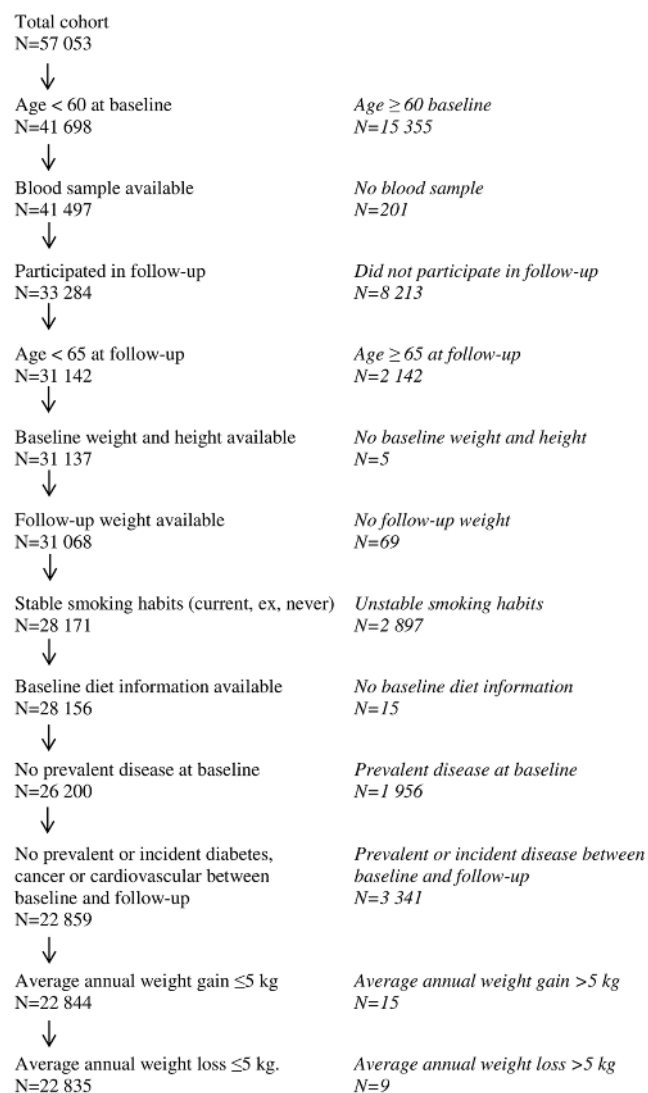 Total cohort
N=57 053
Age < 60 at baseline
N=41 698
Age ≥ 60 baseline
N=15 355
Blood sample available
N=41 497
No blood sample
N=201
Participated in follow-up
N=33 284
Did not participate in follow-up
N=8 213
Age < 65 at follow-up
N=31 142
Age ≥ 65 at follow-up
N=2 142
Baseline weight and height available
N=31 137
No baseline weight and height
N=5
Follow-up weight available
N=31 068
No follow-up weight
N=69
Stable smoking habits (current, ex, never)
N=28 171
Unstable smoking habits
N=2 897
Baseline diet information available
N=28 156
No baseline diet information
N=15
No prevalent disease at baseline
N=26 200
Prevalent disease at baseline
N=1 956
No prevalent or incident diabetes,
cancer or cardiovascular between
baseline and follow-up
N=22 859
Prevalent or incident disease between
baseline and follow-up
N=3 341
Average annual weight gain ≤5 kg
N=22 844
Average annual weight gain >5 kg
N=15
Average annual weight loss ≤5 kg.
N=22 835
Average annual weight loss >5 kg
N=9